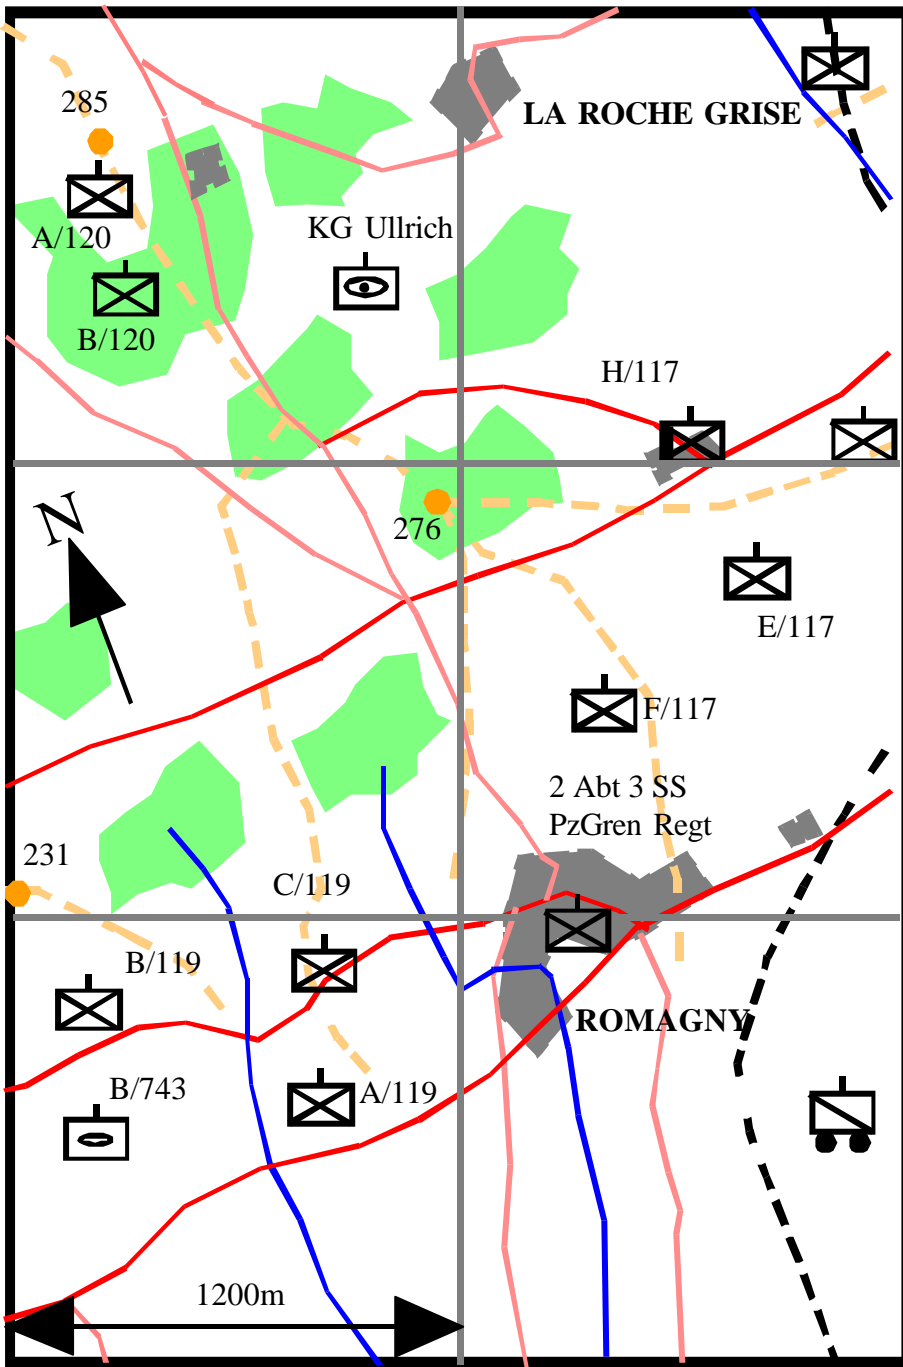 285
LA ROCHE GRISE
A/120
KG Ullrich
B/120
H/117
N
276
E/117
F/117
2 Abt 3 SS
PzGren Regt
231
C/119
B/119
ROMAGNY
B/743
A/119
1200m